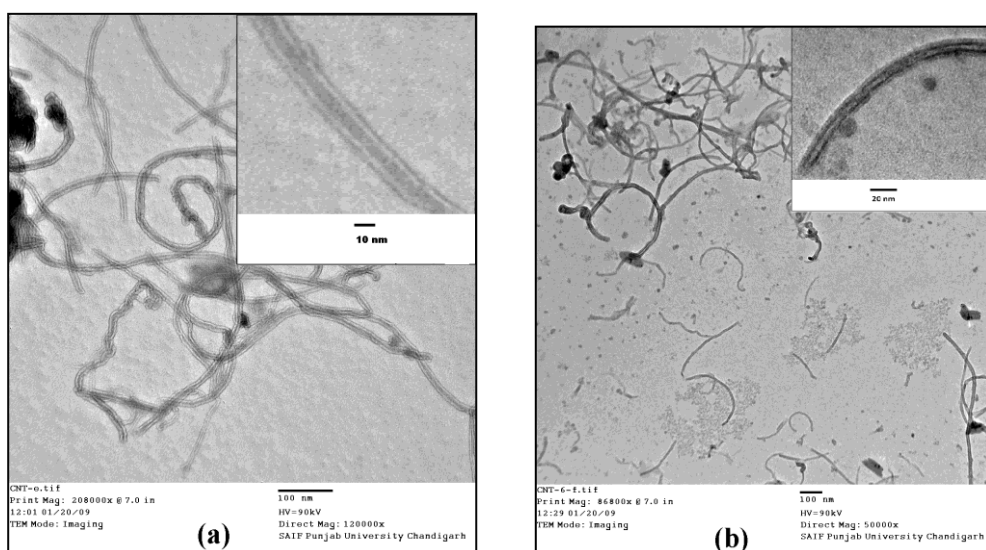 10 nm
CNT-o.tif
Print Mag: 208000x @ 7.0 in
12:01 01/20/09
TEM Mode: Imaging
100 nm
HV=90kV
Direct Mag: 120000x
SAIF Punjab University Chandigarh
(a)
20 nm
CNT-6-f.tif
Print Mag: 86800x @ 7.0 in
12:29 01/20/09
TEM Mode: Imaging
100 nm
HV=90kV
Direct Mag: 50000x
SAIF Punjab University Chandigarh
(b)